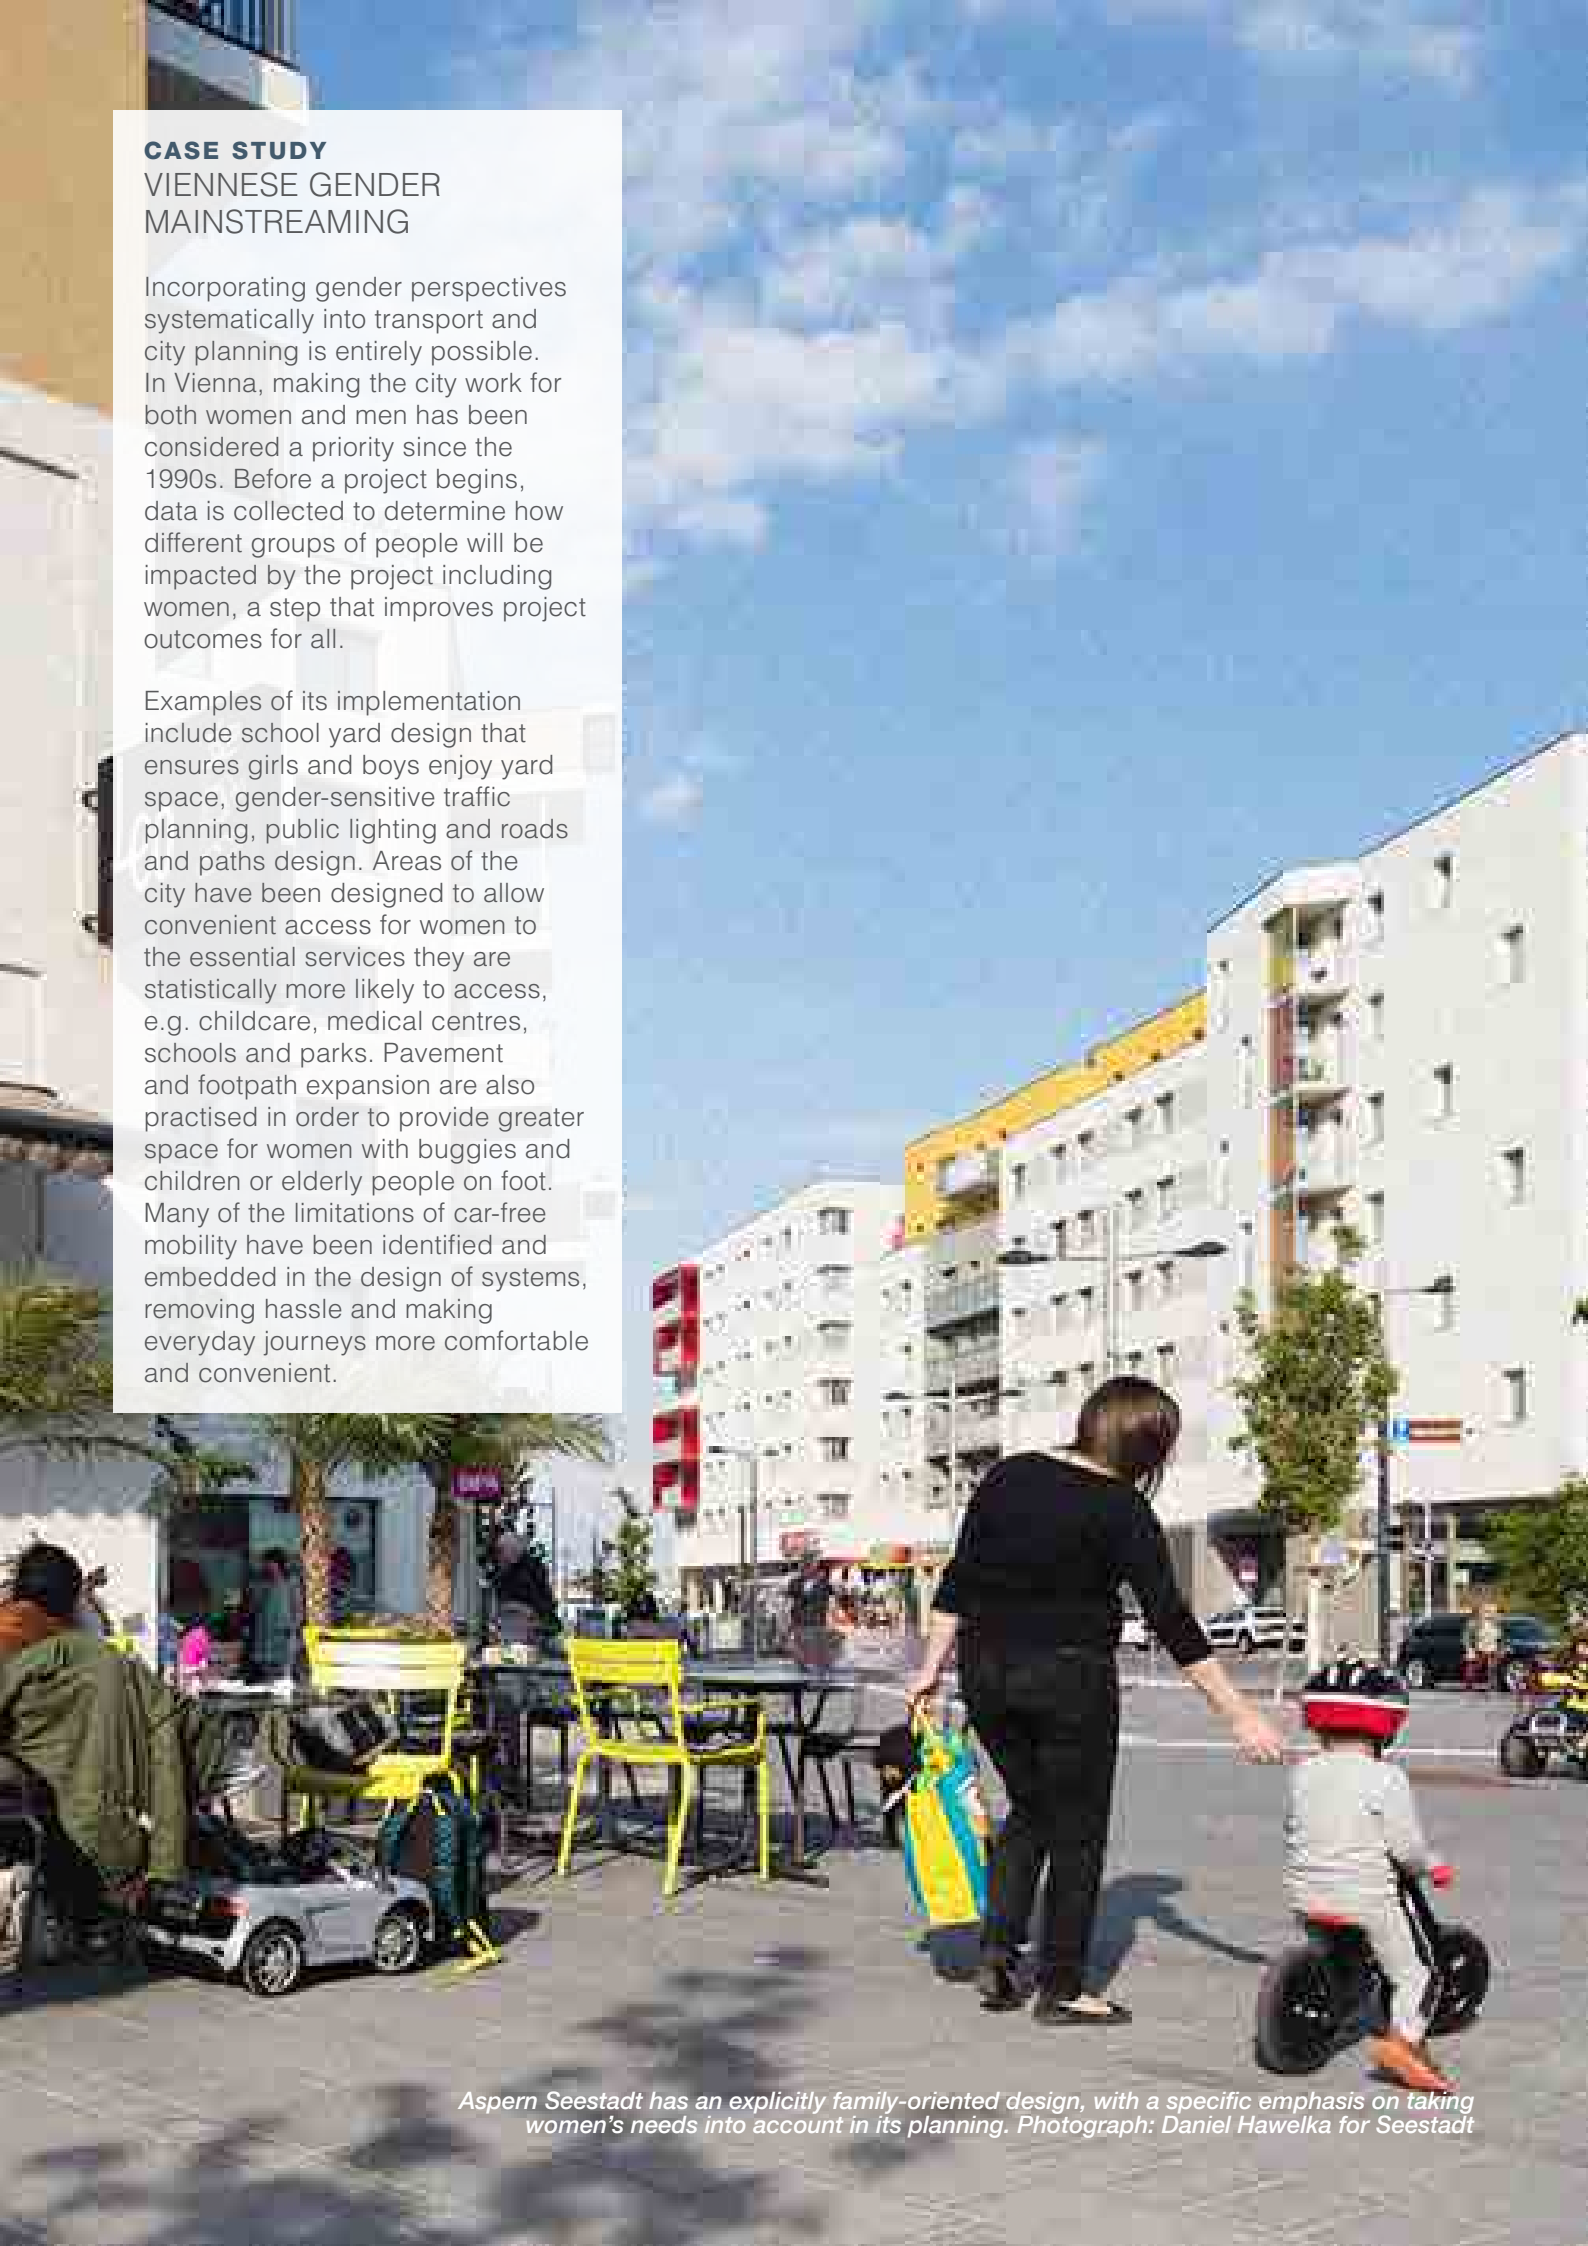 CASE STUDY
VIENNESE GENDER
MAINSTREAMING
Incorporating gender perspectives
systematically into transport and
city planning is entirely possible.
In Vienna, making the city work for
both women and men has been
considered a priority since the
1990s. Before a project begins,
data is collected to determine how
different groups of people will be
impacted by the project including
women, a step that improves project
outcomes for all.
Examples of its implementation
include school yard design that
ensures girls and boys enjoy yard
space, gender-sensitive traffic
planning, public lighting and roads
and paths design. Areas of the
city have been designed to allow
convenient access for women to
the essential services they are
statistically more likely to access,
e.g. childcare, medical centres,
schools and parks. Pavement
and footpath expansion are also
practised in order to provide greater
space for women with buggies and
children or elderly people on foot.
Many of the limitations of car-free
mobility have been identified and
embedded in the design of systems,
removing hassle and making
everyday journeys more comfortable
and convenient.
Aspern Seestadt has an explicitly family-oriented design, with a specific emphasis on taking
women's needs into account in its planning. Photograph: Daniel Hawelka for Seestadt